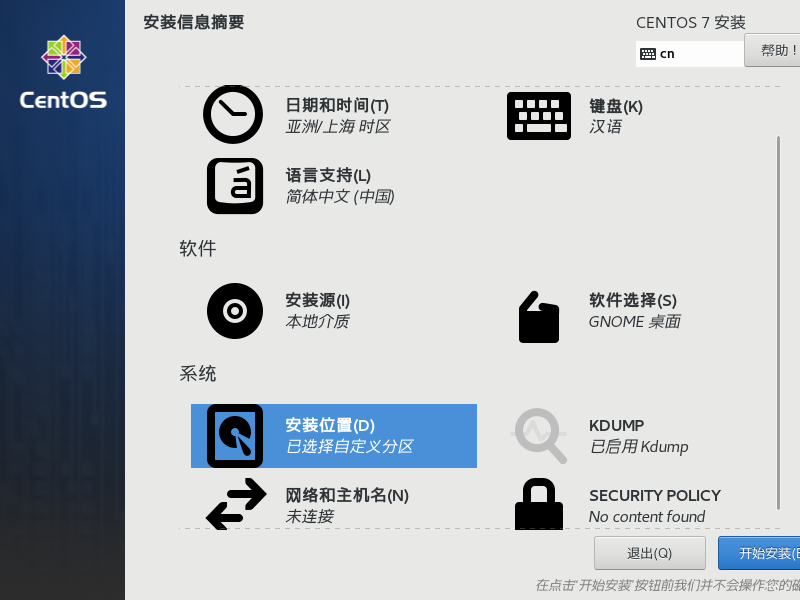 安装信息摘要
CENTOS 7 安装
cn
帮助！
CentOS
日期和时间(T)
亚洲/上海 时区
键盘(K)
汉语
语言支持(L)
简体中文 (中国)
软件
安装源(I)
本地介质
软件选择(S)
GNOME 桌面
系统
安装位置(D)
已选择自定义分区
KDUMP
已启用 Kdump
网络和主机名(N)
未连接
SECURITY POLICY
No content found
退出(Q)
开始安装(
在点击"开始安装"按钮前我们并不会操作您的